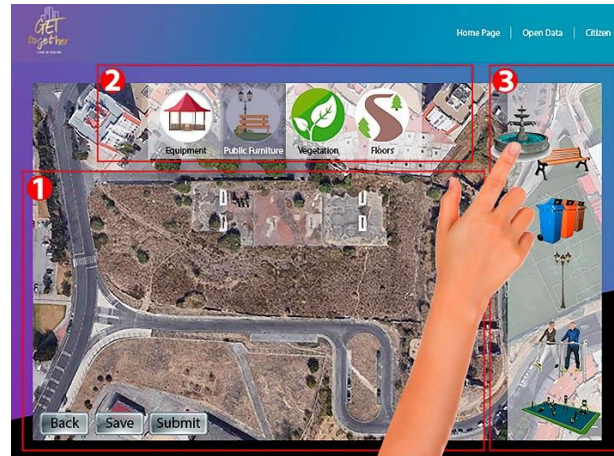 GET
together
Home Page | Open Data | Citizen
2
3
Equipment
Public Furniture
Vegetation
Floors
1
Back
Save
Submit